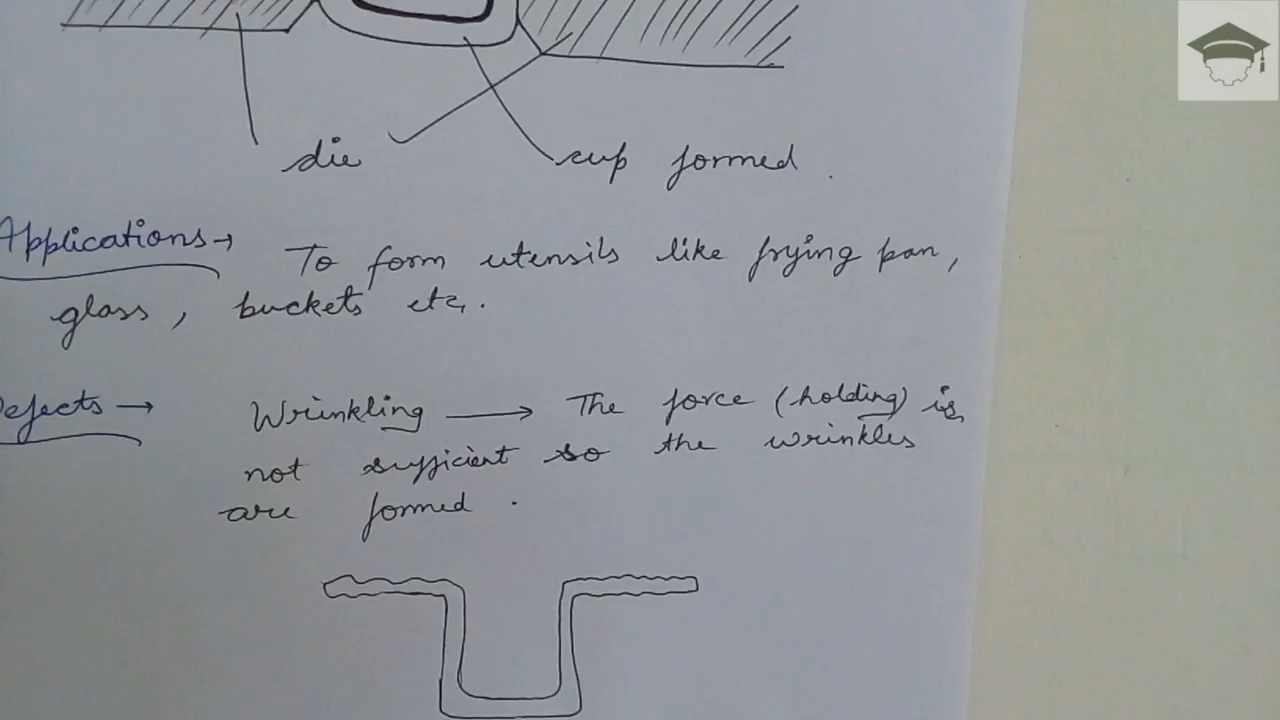 die
cup formed.
Applications→ To form utensils like frying pan,
glass, buckets etc.
Defects → Wrinkling → The force (holding) is
not sufficient so the wrinkles
are formed.